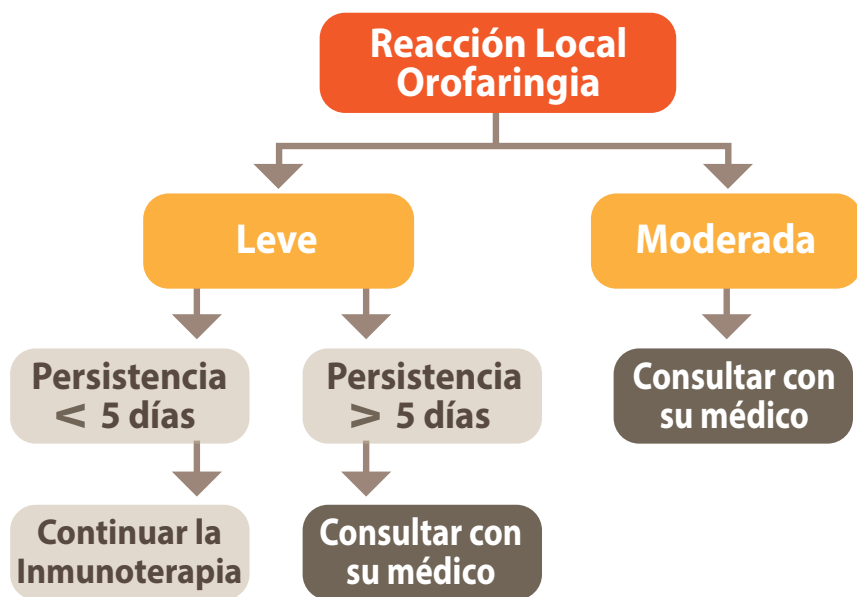 Reacción Local
Orofaringia
Leve
Moderada
Persistencia
< 5 días
Persistencia
> 5 días
Consultar con
su médico
Continuar la
Inmunoterapia
Consultar con
su médico